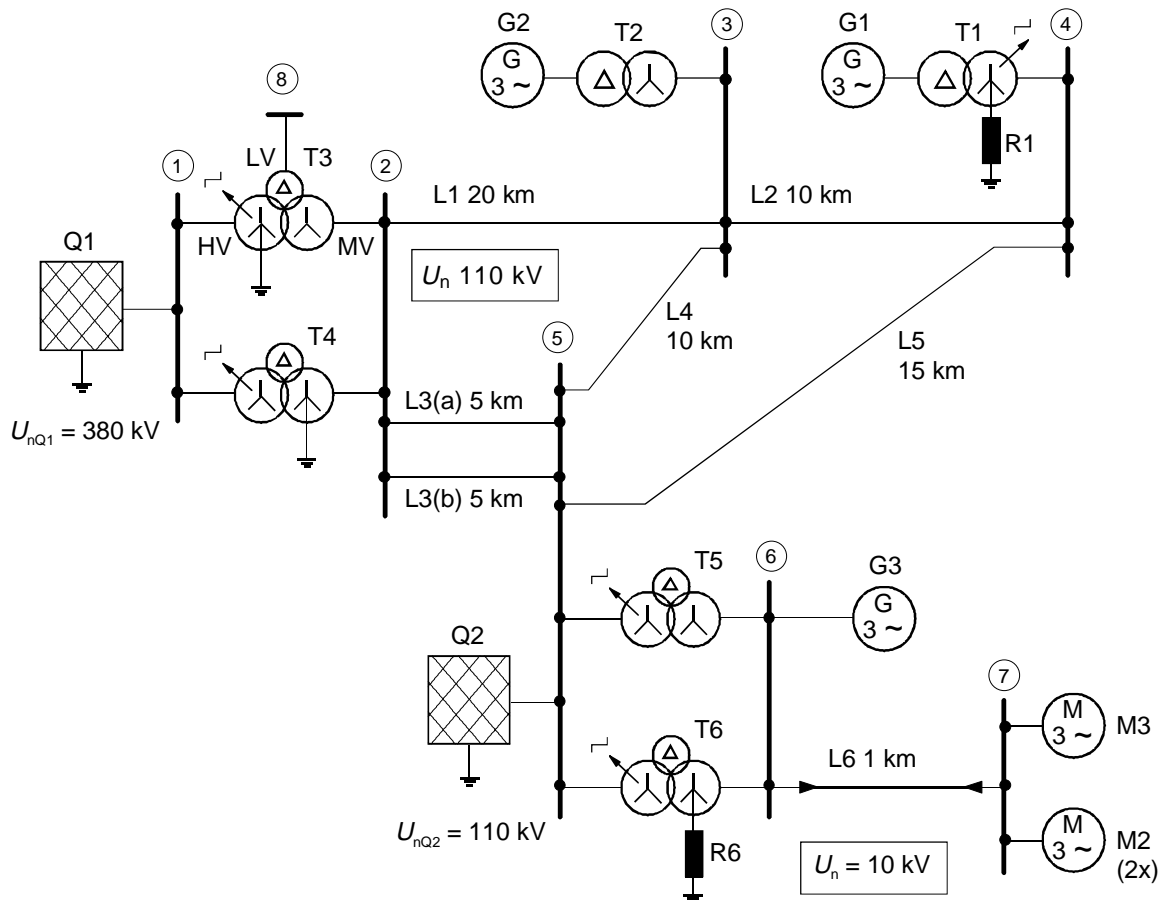 G2
T2
3
G1
T1
4
G
3 ~
G
3 ~
R1
8
1
LV
T3
2
HV
MV
L1 20 km
L2 10 km
Q1
Un 110 kV
L4
10 km
L5
15 km
T4
5
UnQ1 = 380 kV
L3(a) 5 km
L3(b) 5 km
T5
6
G3
G
3 ~
Q2
7
T6
M
3 ~
M3
L6 1 km
UnQ2 = 110 kV
R6
Un = 10 kV
M
3 ~
M2
(2x)